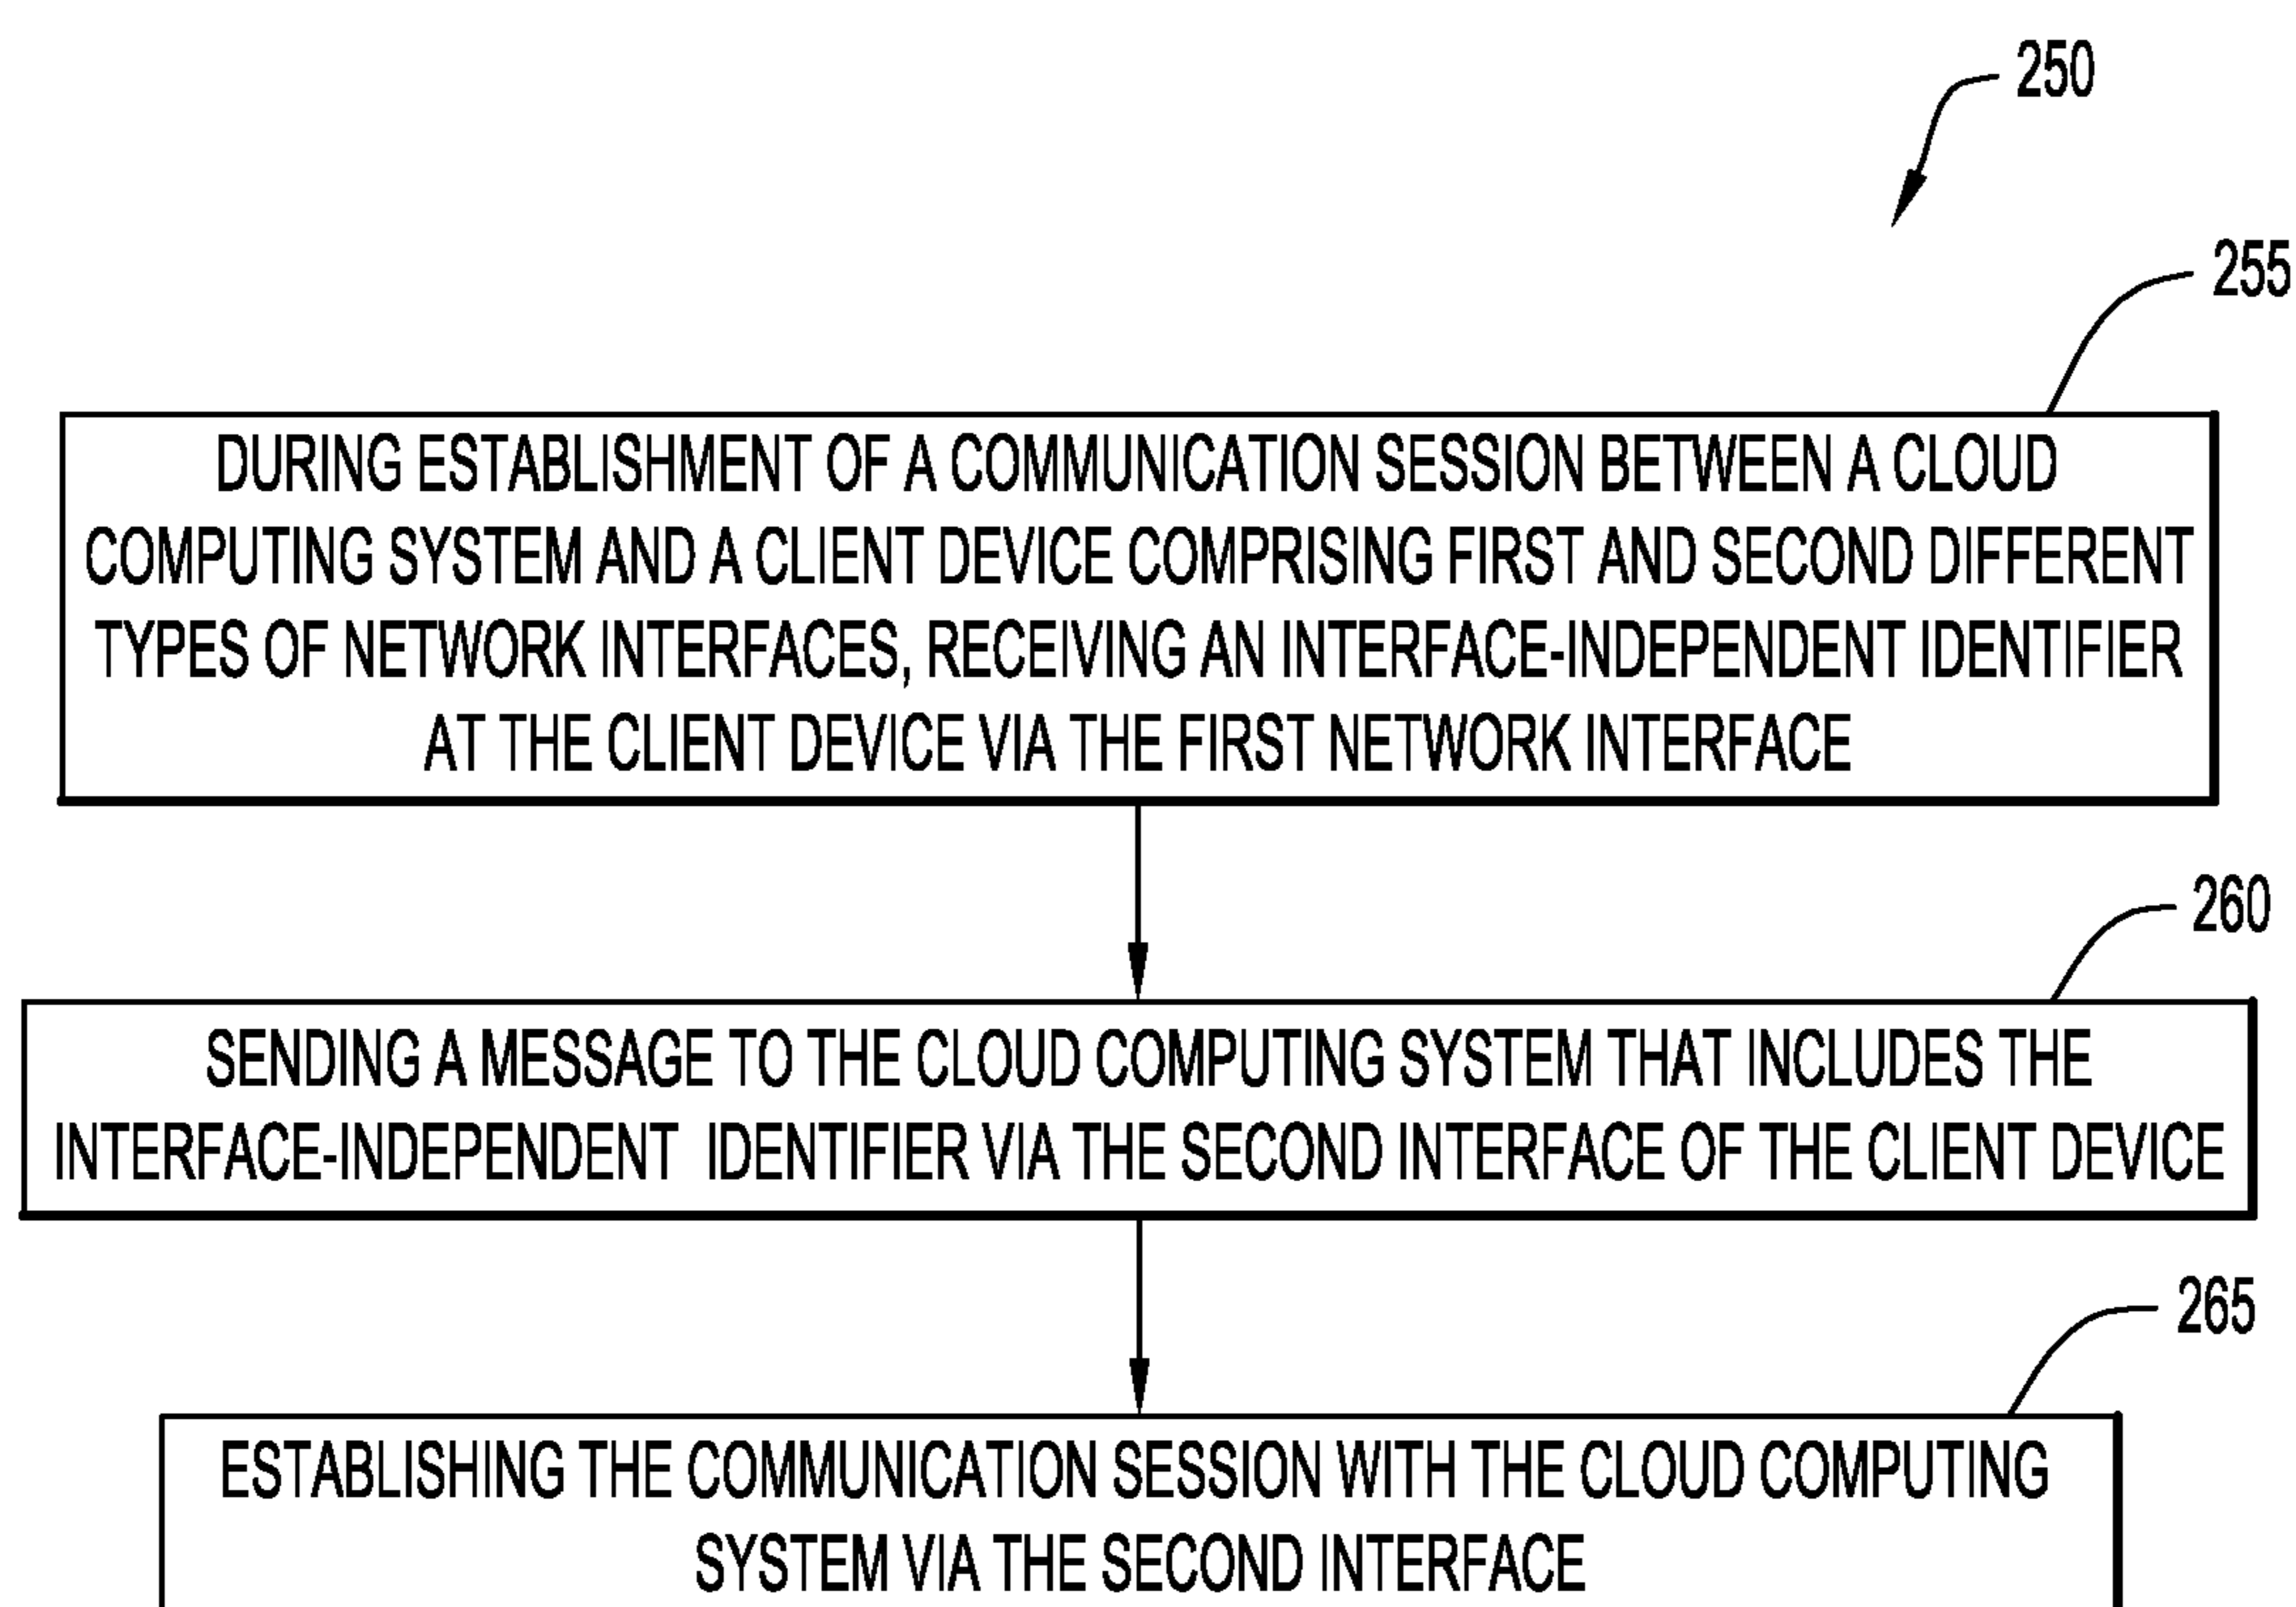 250
255
DURING ESTABLISHMENT OF A COMMUNICATION SESSION BETWEEN A CLOUD
COMPUTING SYSTEM AND A CLIENT DEVICE COMPRISING FIRST AND SECOND DIFFERENT
TYPES OF NETWORK INTERFACES, RECEIVING AN INTERFACE-INDEPENDENT IDENTIFIER
AT THE CLIENT DEVICE VIA THE FIRST NETWORK INTERFACE
260
SENDING A MESSAGE TO THE CLOUD COMPUTING SYSTEM THAT INCLUDES THE
INTERFACE-INDEPENDENT IDENTIFIER VIA THE SECOND INTERFACE OF THE CLIENT DEVICE
265
ESTABLISHING THE COMMUNICATION SESSION WITH THE CLOUD COMPUTING
SYSTEM VIA THE SECOND INTERFACE